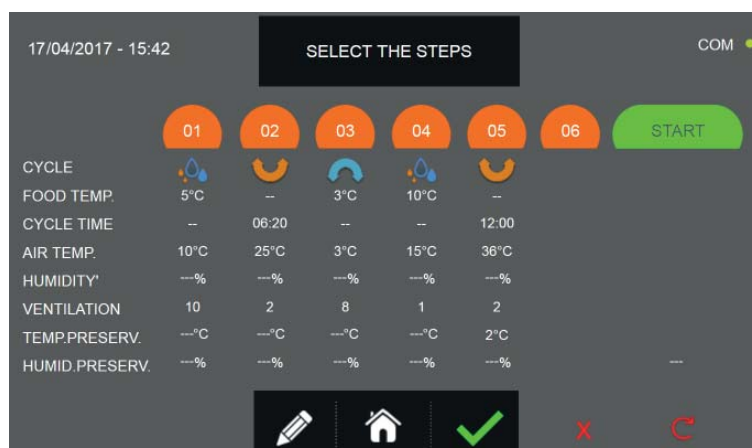 17/04/2017 - 15:42 SELECT THE STEPS COM
01 02 03 04 05 06 START
CYCLE
FOOD TEMP. 5°C -- 3°C 10°C --
CYCLE TIME -- 06:20 -- -- 12:00
AIR TEMP. 10°C 25°C 3°C 15°C 36°C
HUMIDITY' ---% ---% ---% ---% ---%
VENTILATION 10 2 8 1 2
TEMP.PRESERV. ---°C ---°C ---°C ---°C 2°C
HUMID.PRESERV. ---% ---% ---% ---% ---% ---
X